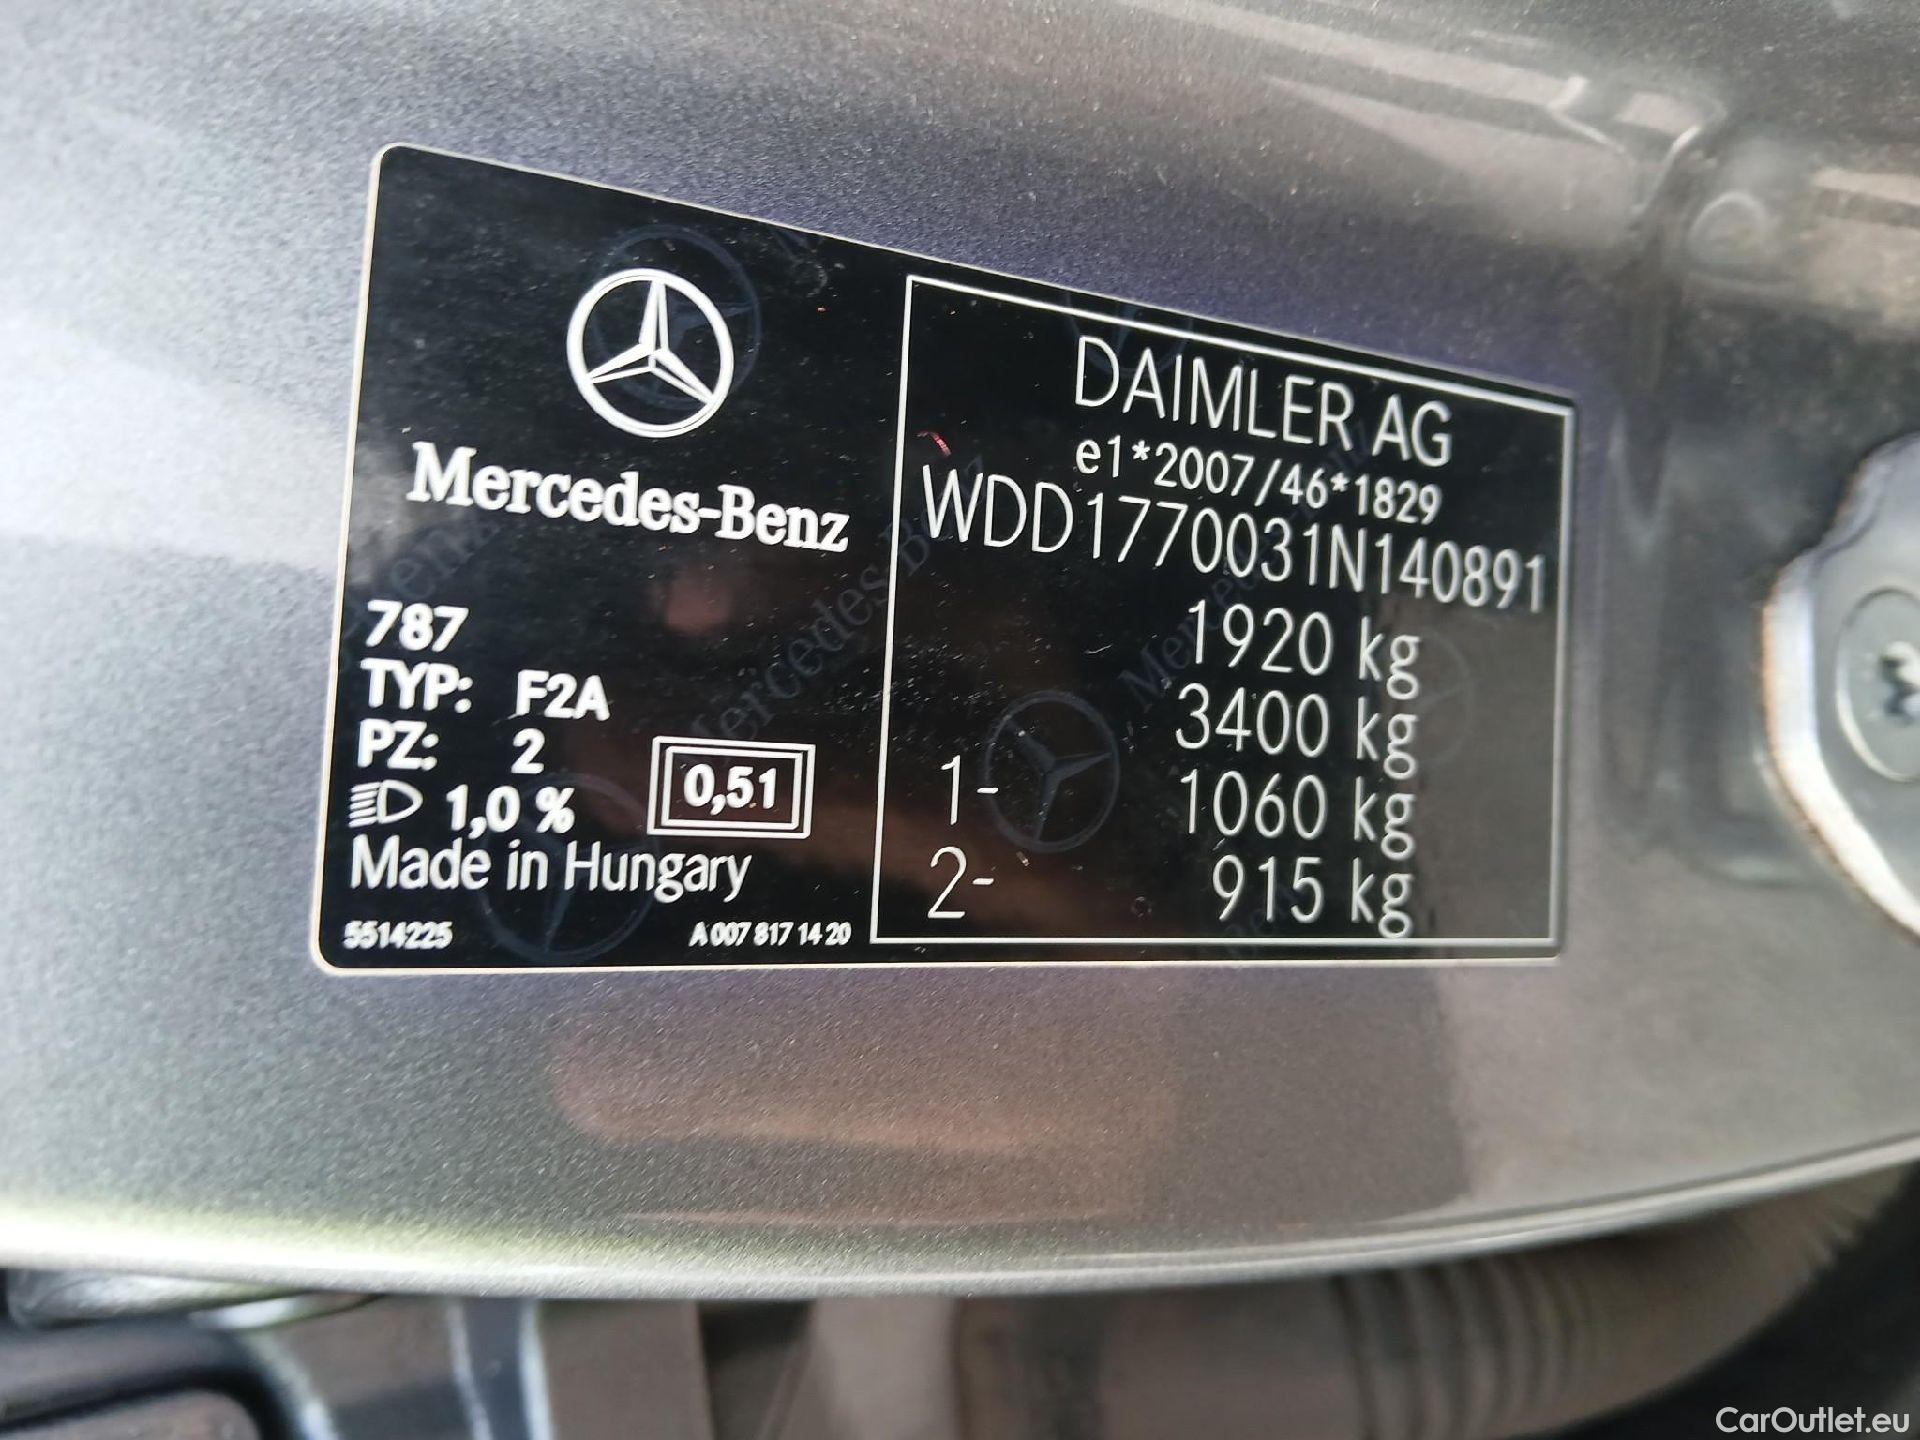 Mercedes-Benz
787
TYP: F2A
PZ: 2
1,0 %
0,51
Made in Hungary
5514225
A 007 817 14 20
DAIMLER AG
e1*2007/46*1829
WDD1770031N140891
1920 kg
3400 kg
1- 1060 kg
2- 915 kg
CarOutlet.eu